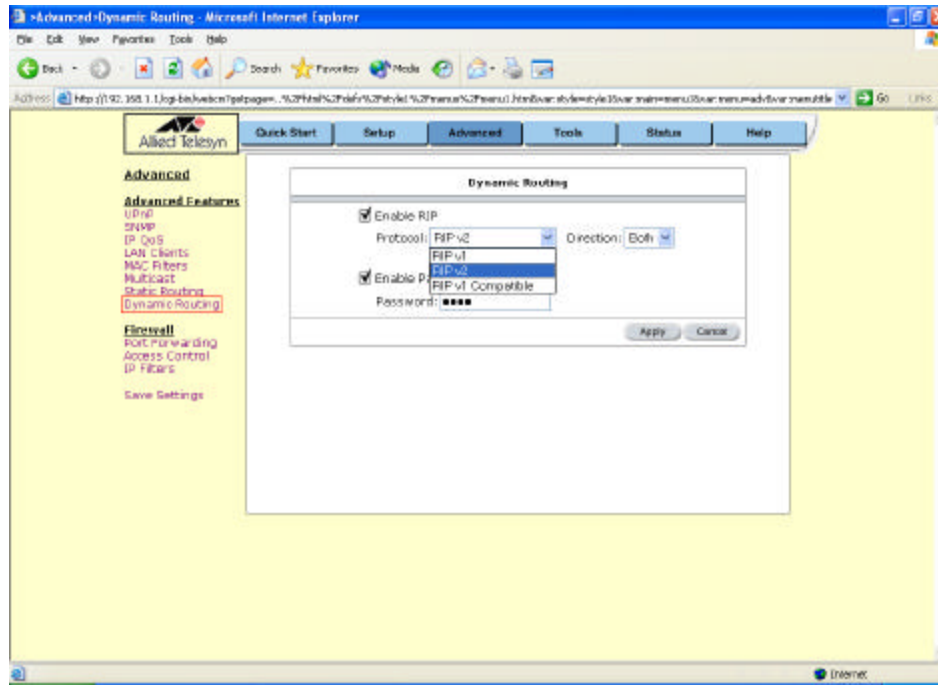 »Advanced»Dynamic Routing - Microsoft Internet Explorer
File Edit View Favorites Tools Help
Back Search Favorites Media
Address Go Links
Allied Telesyn
Quick Start Setup Advanced Tools Status Help
Advanced
Advanced Features
UPnP
SNMP
IP QoS
LAN Clients
MAC Filters
Multicast
Static Routing
Dynamic Routing
Firewall
Port Forwarding
Access Control
IP Filters
Save Settings
Dynamic Routing
Enable RIP
Protocol: RIP v2 Direction: Both
RIP v1
RIP v2
RIP v1 Compatible
Enable P
Password: ●●●●
Apply Cancel
Internet